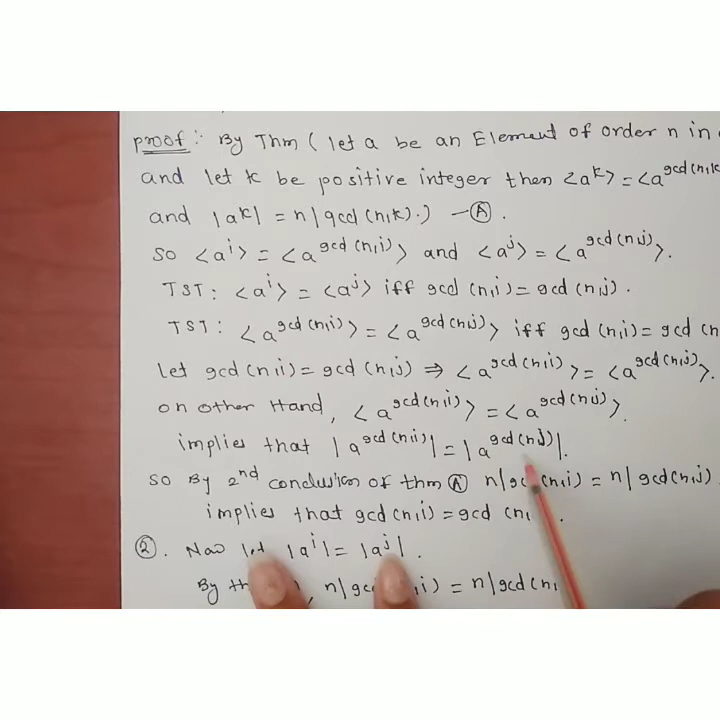 proof :- By Thm ( let a be an Element of order n in
and let k be positive integer then <a^k> = <a^gcd(n,k
and |a^k| = n/gcd(n,k).) —Ⓐ.
so <a^i> = <a^gcd(n,i)> and <a^j> = <a^gcd(n,j)>.
TST: <a^i> = <a^j> iff gcd (n,i) = gcd (n,j).
TST: <a^gcd(n,i)> = <a^gcd(n,j)> iff gcd (n,i) = gcd (n
let gcd (n,i) = gcd (n,j) ⇒ <a^gcd(n,i)> = <a^gcd(n,j)>.
on other Hand, <a^gcd(n,i)> = <a^gcd(n,j)>.
implies that |a^gcd(n,i)| = |a^gcd(n,j)|.
so By 2nd conclusion of thm Ⓐ n/gcd(n,i) = n/gcd(n,j)
implies that gcd(n,i) = gcd (n,
②. Now let |a^i| = |a^j|.
By n/gcd i) = n/gcd(n,